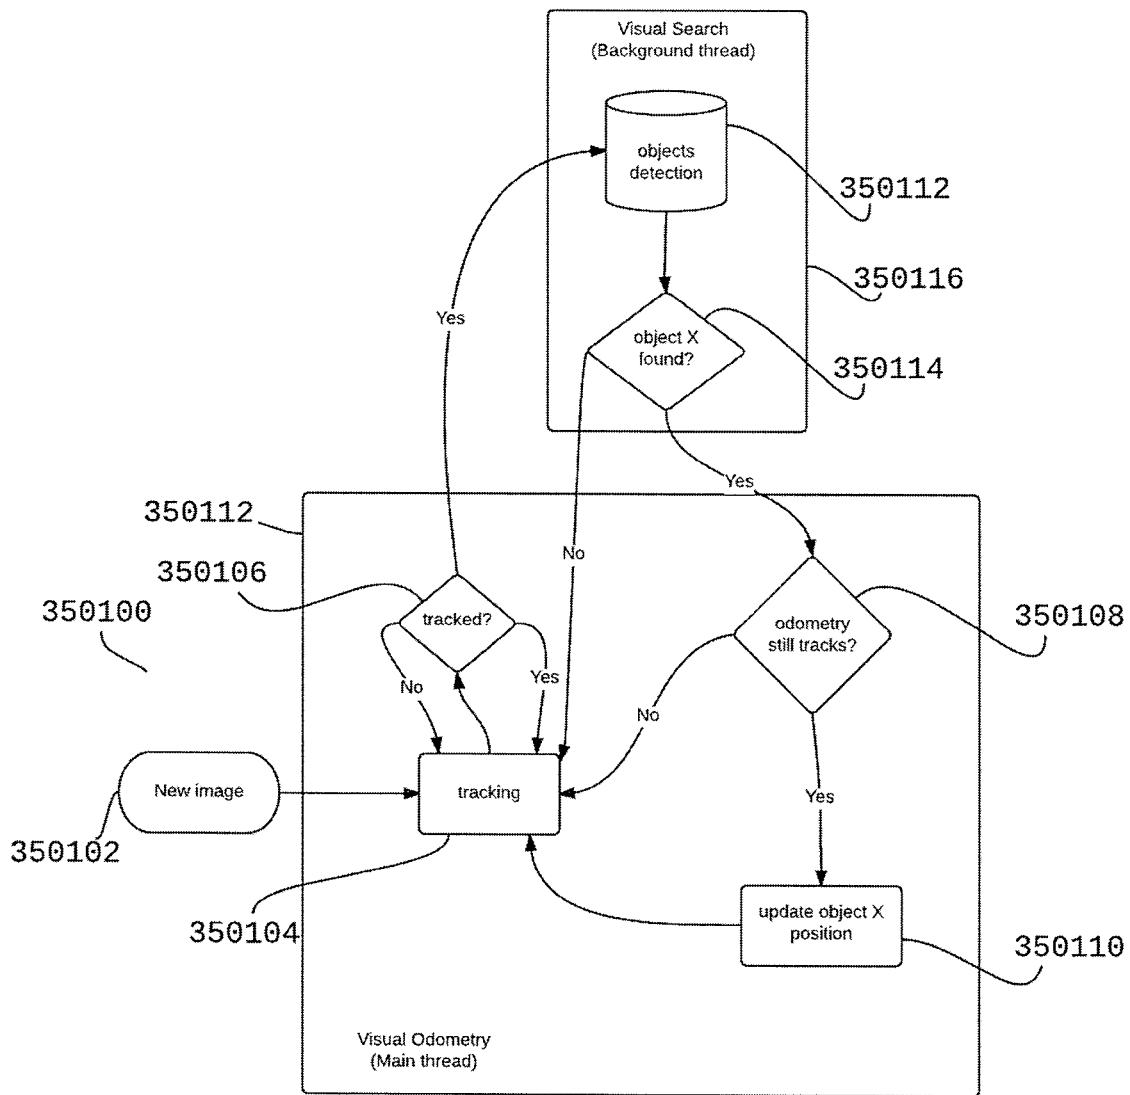 Visual Search
(Background thread)
objects
detection
350112
350116
Yes
object X
found?
350114
Yes
350112
No
350106
350100
tracked?
odometry
still tracks?
350108
No
Yes
No
New image
tracking
Yes
350102
350104
update object X
position
350110
Visual Odometry
(Main thread)